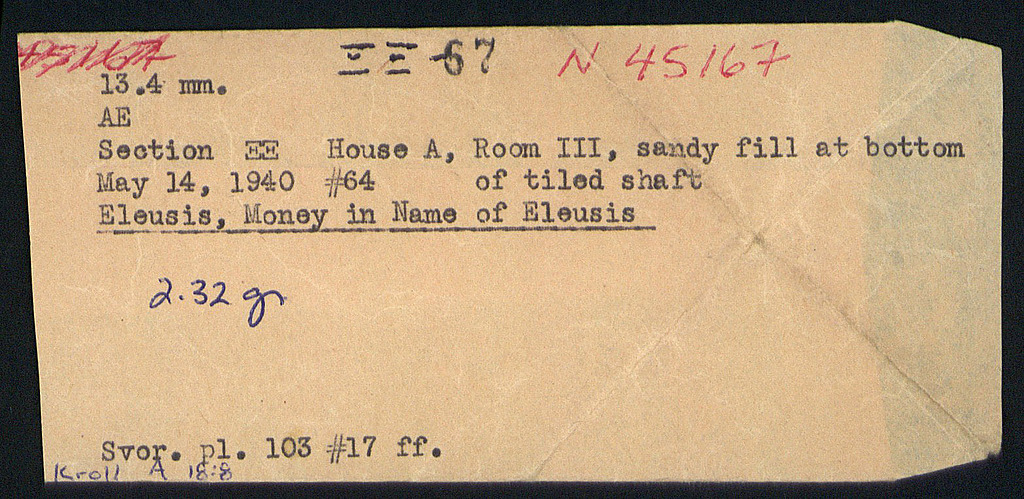 ΞΞ-67 N 45167
13.4 mm.
AE
Section ΞΞ House A, Room III, sandy fill at bottom
May 14, 1940 #64 of tiled shaft
Eleusis, Money in Name of Eleusis
2.32 gr
Svor. pl. 103 #17 ff.
Kroll A 18:8